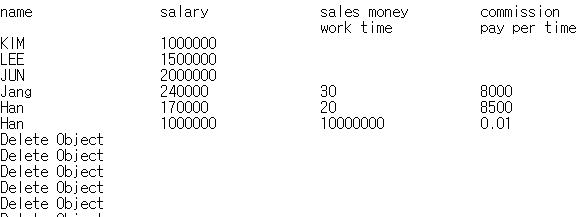 name salary sales money commission
work time pay per time
KIM 1000000
LEE 1500000
JUN 2000000
Jang 240000 30 8000
Han 170000 20 8500
Han 1000000 10000000 0.01
Delete Object
Delete Object
Delete Object
Delete Object
Delete Object
Delete Object